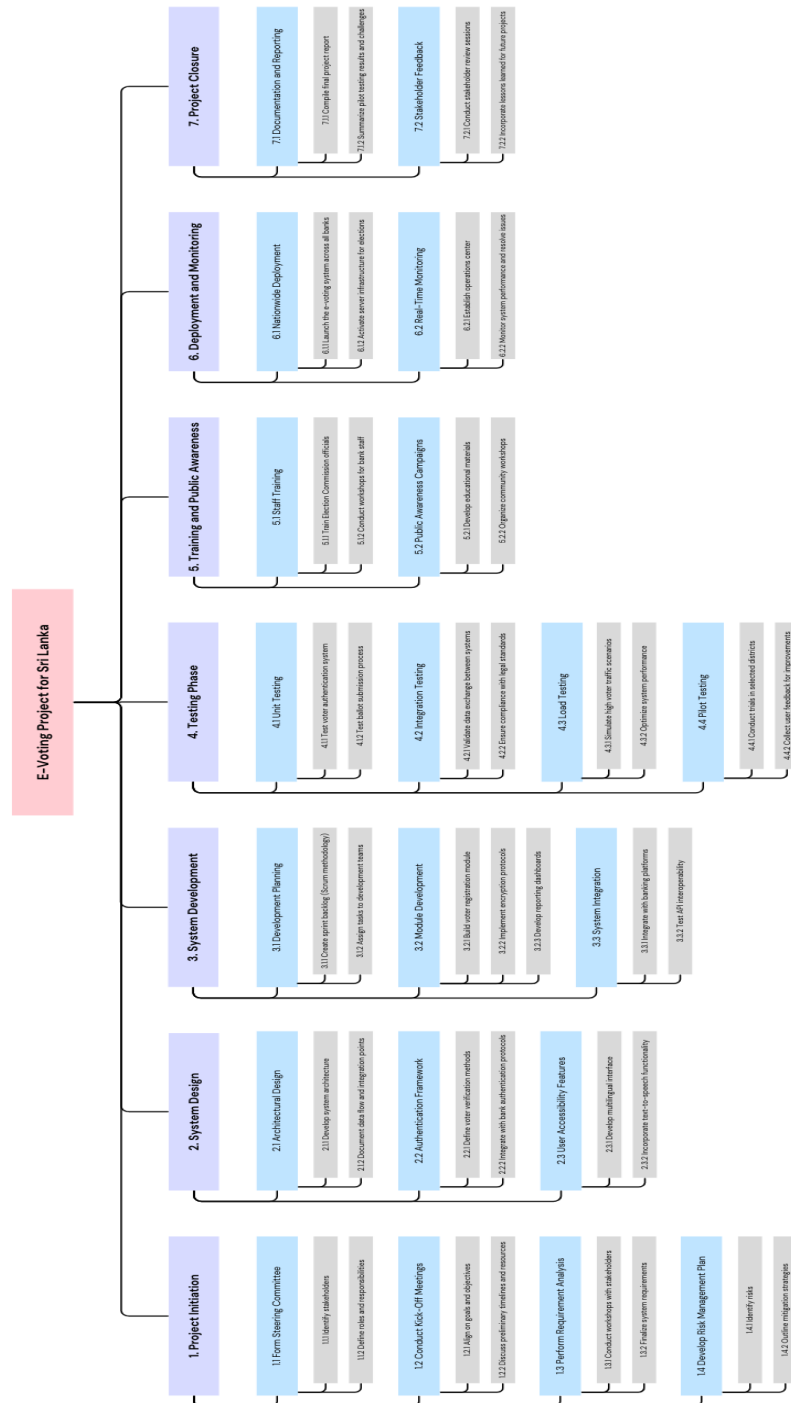 E-Voting Project for Sri Lanka
1. Project Initiation
1.1 Form Steering Committee
1.1.1 Identify stakeholders
1.1.2 Define roles and responsibilities
1.2 Conduct Kick-Off Meetings
1.2.1 Align on goals and objectives
1.2.2 Discuss preliminary timelines and resources
1.3 Perform Requirement Analysis
1.3.1 Conduct workshops with stakeholders
1.3.2 Finalize system requirements
1.4 Develop Risk Management Plan
1.4.1 Identify risks
1.4.2 Outline mitigation strategies
2. System Design
2.1 Architectural Design
2.1.1 Develop system architecture
2.1.2 Document data flow and integration points
2.2 Authentication Framework
2.2.1 Define voter verification methods
2.2.2 Integrate with bank authentication protocols
2.3 User Accessibility Features
2.3.1 Develop multilingual interface
2.3.2 Incorporate text-to-speech functionality
3. System Development
3.1 Development Planning
3.1.1 Create sprint backlog (Scrum methodology)
3.1.2 Assign tasks to development teams
3.2 Module Development
3.2.1 Build voter registration module
3.2.2 Implement encryption protocols
3.2.3 Develop reporting dashboards
3.3 System Integration
3.3.1 Integrate with banking platforms
3.3.2 Test API interoperability
4. Testing Phase
4.1 Unit Testing
4.1.1 Test voter authentication system
4.1.2 Test ballot submission process
4.2 Integration Testing
4.2.1 Validate data exchange between systems
4.2.2 Ensure compliance with legal standards
4.3 Load Testing
4.3.1 Simulate high voter traffic scenarios
4.3.2 Optimize system performance
4.4 Pilot Testing
4.4.1 Conduct trials in selected districts
4.4.2 Collect user feedback for improvements
5. Training and Public Awareness
5.1 Staff Training
5.1.1 Train Election Commission officials
5.1.2 Conduct workshops for bank staff
5.2 Public Awareness Campaigns
5.2.1 Develop educational materials
5.2.2 Organize community workshops
6. Deployment and Monitoring
6.1 Nationwide Deployment
6.1.1 Launch the e-voting system across all banks
6.1.2 Activate server infrastructure for elections
6.2 Real-Time Monitoring
6.2.1 Establish operations center
6.2.2 Monitor system performance and resolve issues
7. Project Closure
7.1 Documentation and Reporting
7.1.1 Compile final project report
7.1.2 Summarize pilot testing results and challenges
7.2 Stakeholder Feedback
7.2.1 Conduct stakeholder review sessions
7.2.2 Incorporate lessons learned for future projects